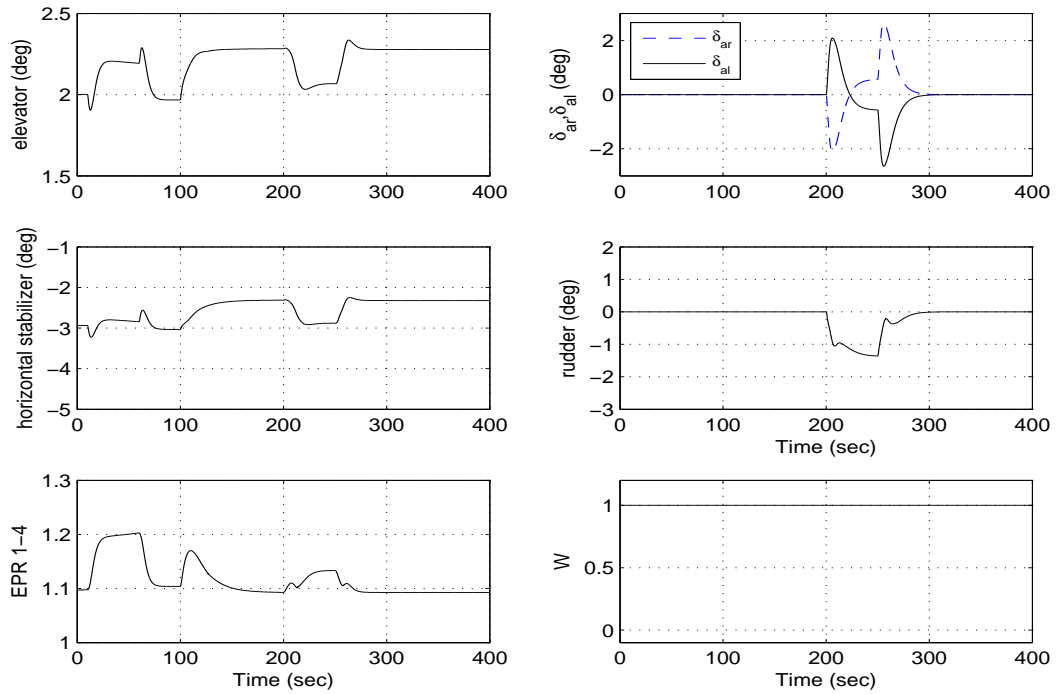 2.5
2
1.5
elevator (deg)
0 100 200 300 400
2
0
−2
δar,δal (deg)
δar
δal
0 100 200 300 400
−1
−2
−3
−4
−5
horizontal stabilizer (deg)
0 100 200 300 400
2
1
0
−1
−2
−3
rudder (deg)
0 100 200 300 400
Time (sec)
1.3
1.2
1.1
1
EPR 1−4
0 100 200 300 400
Time (sec)
1
0.5
0
W
0 100 200 300 400
Time (sec)